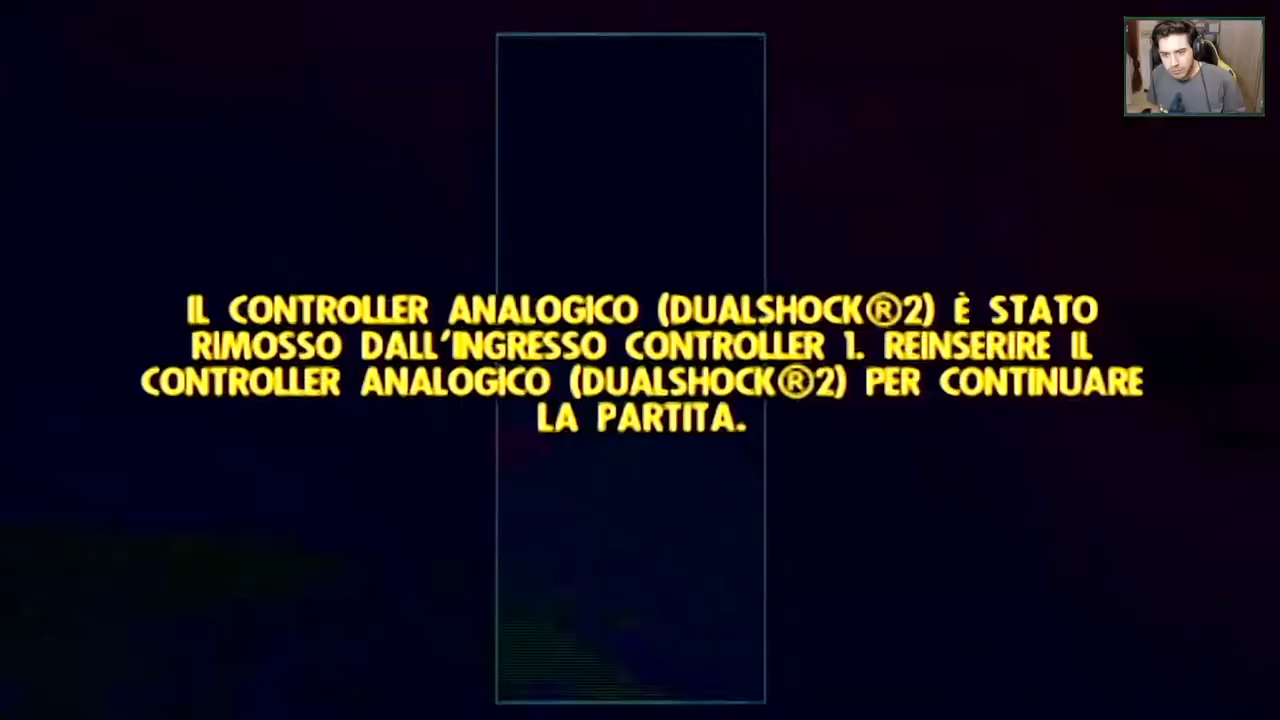 IL CONTROLLER ANALOGICO (DUALSHOCK®2) È STATO
RIMOSSO DALL'INGRESSO CONTROLLER 1. REINSERIRE IL
CONTROLLER ANALOGICO (DUALSHOCK®2) PER CONTINUARE
LA PARTITA.